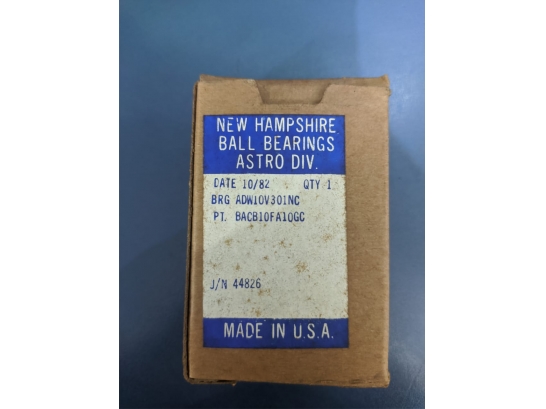 NEW HAMPSHIRE
BALL BEARINGS
ASTRO DIV.
DATE 10/82 QTY 1
BRG ADW10V301NC
PT. BACB10FA10GC
J/N 44826
MADE IN U.S.A.